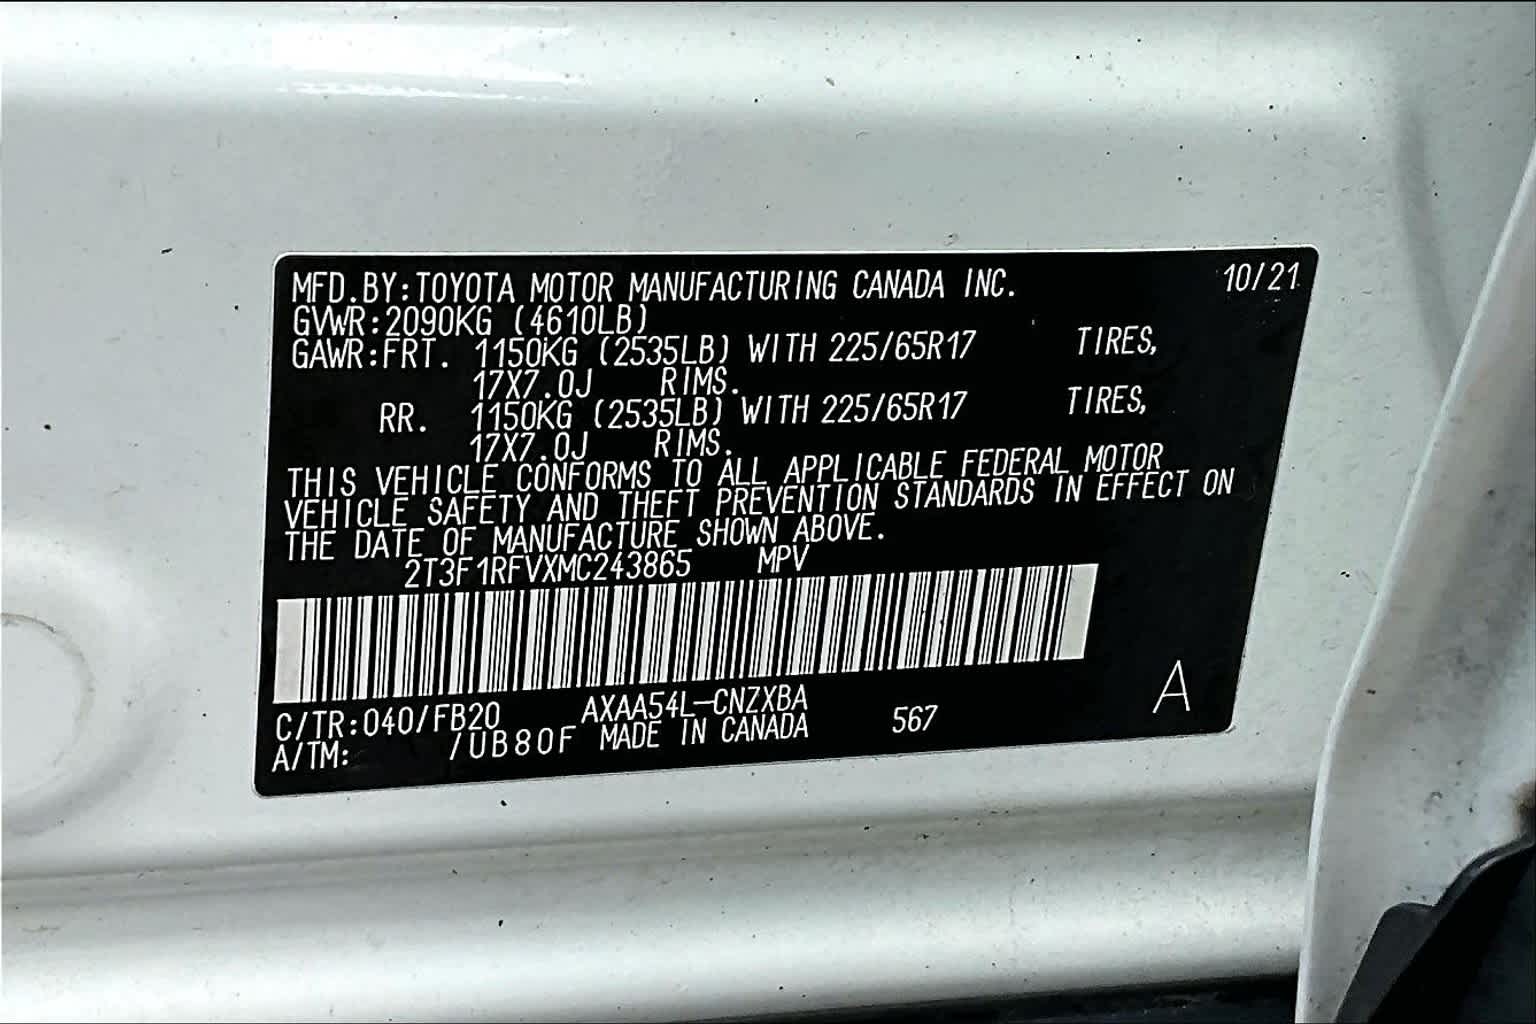 MFD.BY:TOYOTA MOTOR MANUFACTURING CANADA INC. 10/21
GVWR:2090KG (4610LB)
GAWR:FRT. 1150KG (2535LB) WITH 225/65R17 TIRES,
17X7.0J RIMS.
RR. 1150KG (2535LB) WITH 225/65R17 TIRES,
17X7.0J RIMS.
THIS VEHICLE CONFORMS TO ALL APPLICABLE FEDERAL MOTOR
VEHICLE SAFETY AND THEFT PREVENTION STANDARDS IN EFFECT ON
THE DATE OF MANUFACTURE SHOWN ABOVE.
2T3F1RFVXMC243865 MPV
C/TR:040/FB20 AXAA54L-CNZXBA
A/TM: /UB80F MADE IN CANADA 567 A